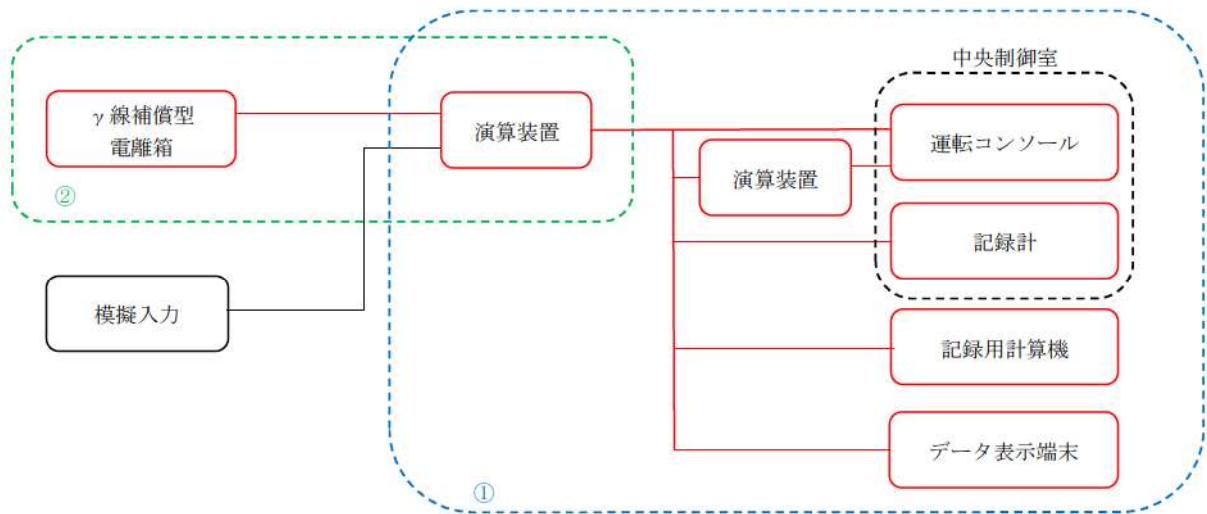 中央制御室
γ線補償型
電離箱
演算装置
運転コンソール
演算装置
②
記録計
模擬入力
記録用計算機
データ表示端末
①